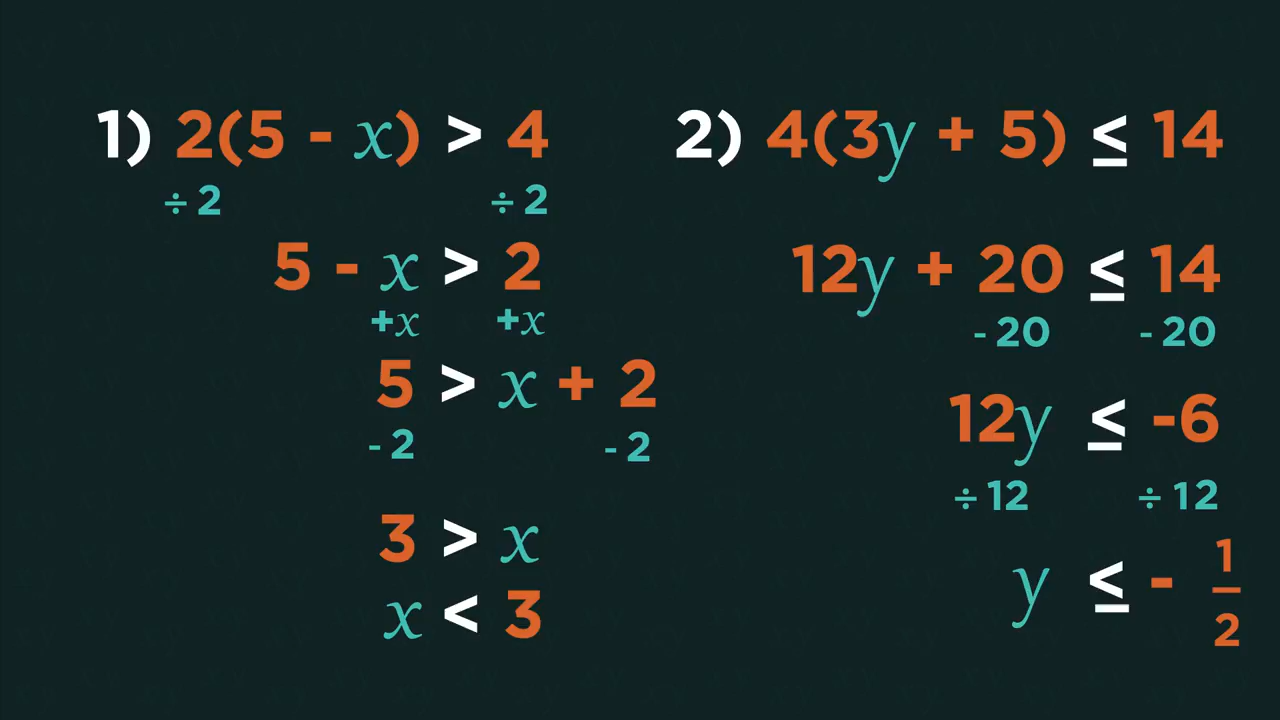 1) 2(5 - x) > 4
÷ 2 ÷ 2
5 - x > 2
+x +x
5 > x + 2
- 2 - 2
3 > x
x < 3
2) 4(3y + 5) ≤ 14
12y + 20 ≤ 14
- 20 - 20
12y ≤ -6
÷ 12 ÷ 12
y ≤ - 1/2